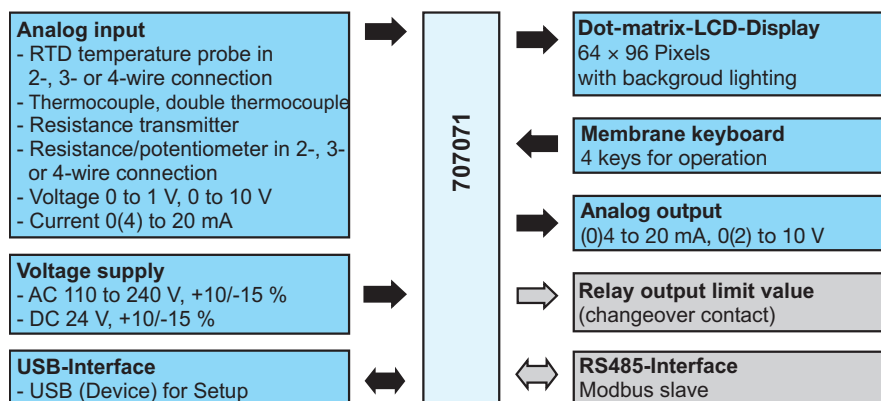 Analog input
- RTD temperature probe in
2-, 3- or 4-wire connection
- Thermocouple, double thermocouple
- Resistance transmitter
- Resistance/potentiometer in 2-, 3-
or 4-wire connection
- Voltage 0 to 1 V, 0 to 10 V
- Current 0(4) to 20 mA
Voltage supply
- AC 110 to 240 V, +10/-15 %
- DC 24 V, +10/-15 %
USB-Interface
- USB (Device) for Setup
707071
Dot-matrix-LCD-Display
64 × 96 Pixels
with backgroud lighting
Membrane keyboard
4 keys for operation
Analog output
(0)4 to 20 mA, 0(2) to 10 V
Relay output limit value
(changeover contact)
RS485-Interface
Modbus slave